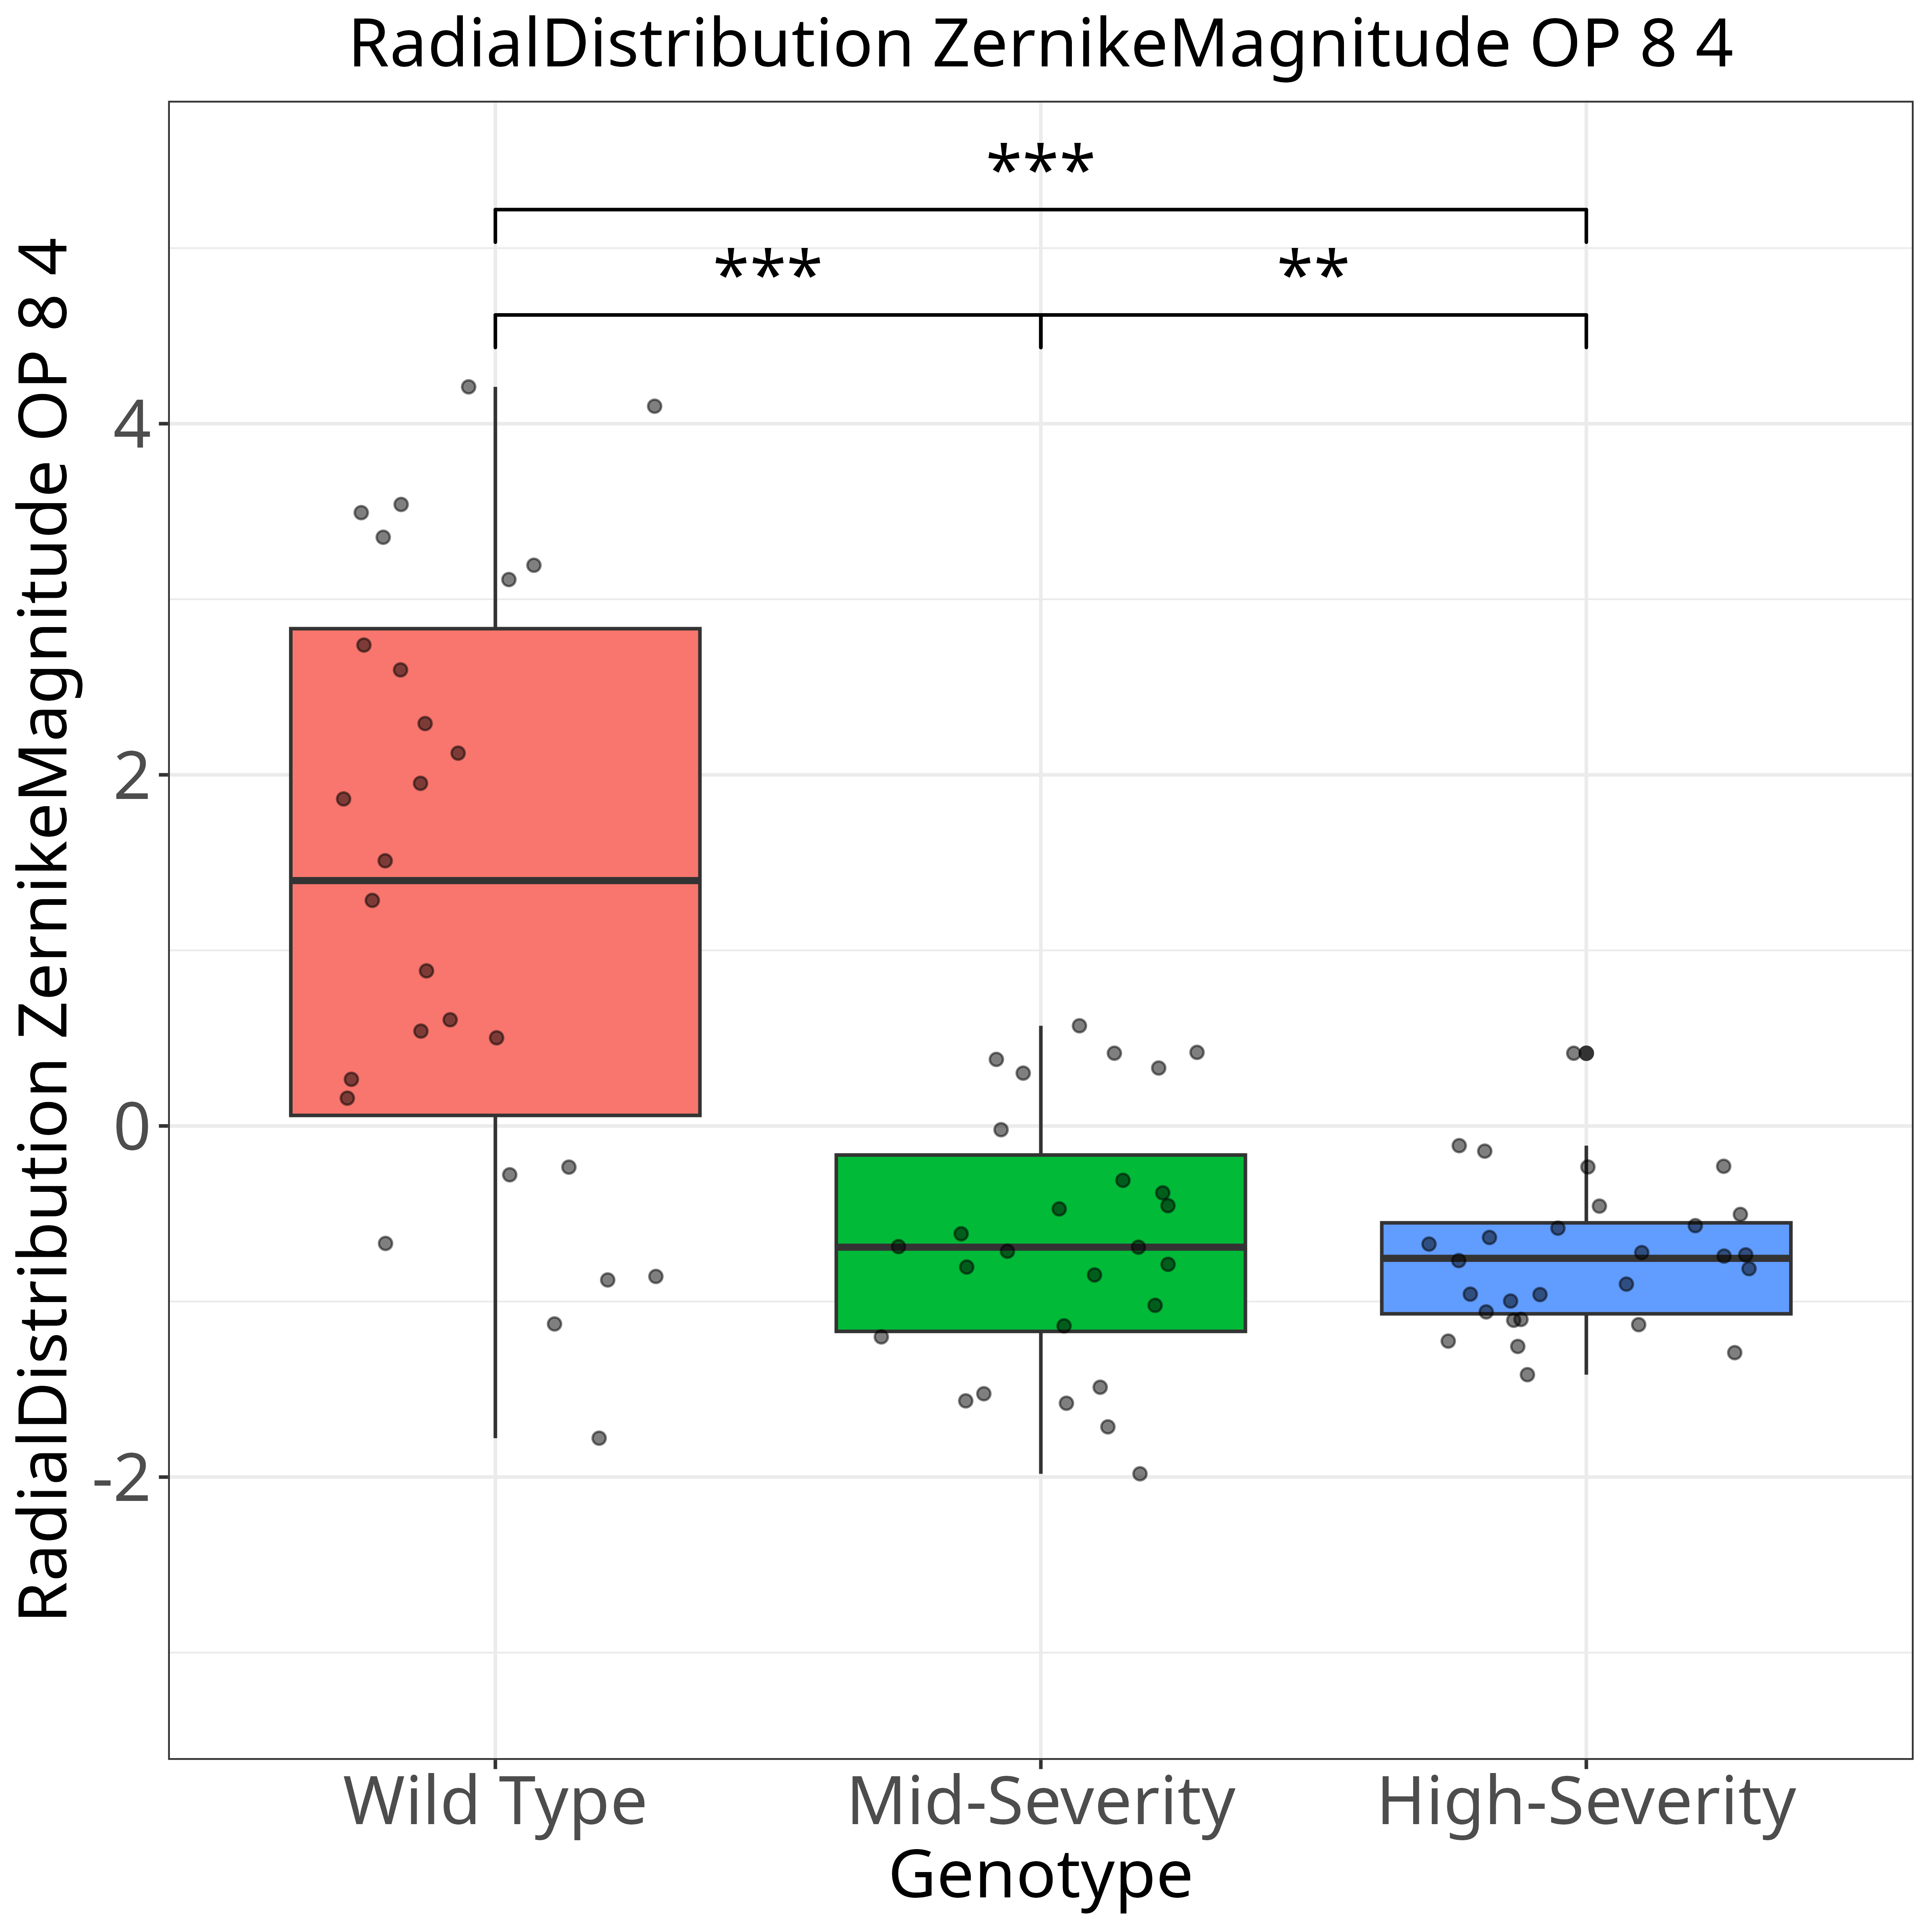 RadialDistribution ZernikeMagnitude OP 8 4
***
*** **
RadialDistribution ZernikeMagnitude OP 8 4
4
2
0
-2
Wild Type Mid-Severity High-Severity
Genotype